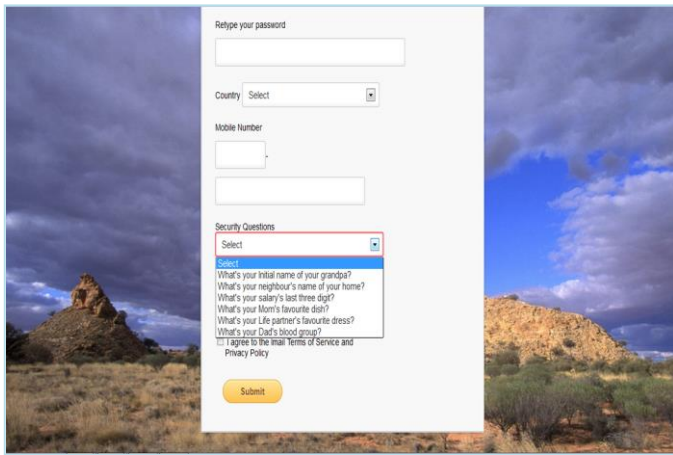 Retype your password
Country Select
Mobile Number
-
Security Questions
Select
Select
What's your Initial name of your grandpa?
What's your neighbour's name of your home?
What's your salary's last three digit?
What's your Mom's favourite dish?
What's your Life partner's favourite dress?
What's your Dad's blood group?
I agree to the Imail Terms of Service and
Privacy Policy
Submit